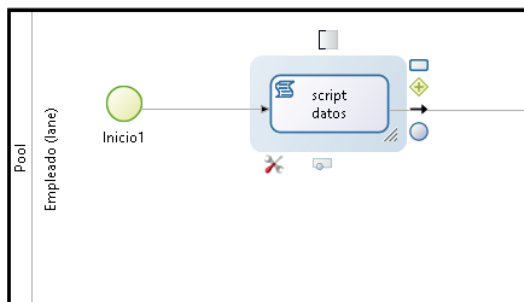 Pool
Empleado (lane)
Inicio1
script
datos